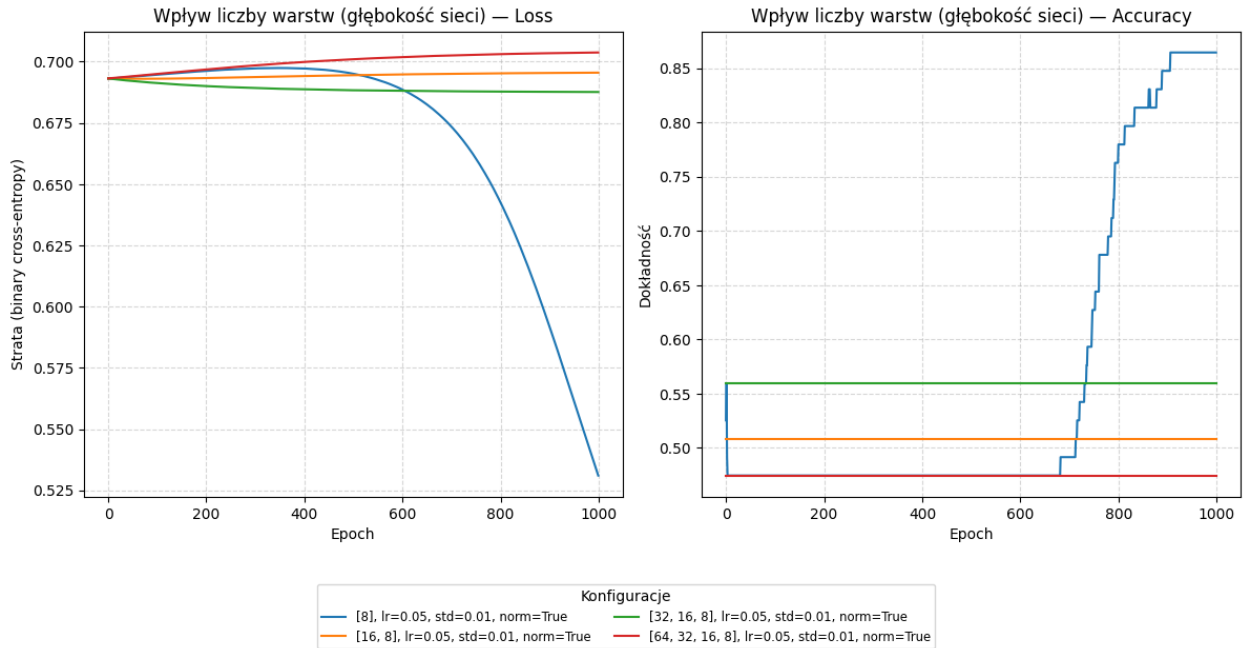 Wpływ liczby warstw (głębokość sieci) — Loss
Strata (binary cross-entropy)
0.700
0.675
0.650
0.625
0.600
0.575
0.550
0.525
0 200 400 600 800 1000
Epoch
Wpływ liczby warstw (głębokość sieci) — Accuracy
Dokładność
0.85
0.80
0.75
0.70
0.65
0.60
0.55
0.50
0 200 400 600 800 1000
Epoch
Konfiguracje
[8], lr=0.05, std=0.01, norm=True
[16, 8], lr=0.05, std=0.01, norm=True
[32, 16, 8], lr=0.05, std=0.01, norm=True
[64, 32, 16, 8], lr=0.05, std=0.01, norm=True